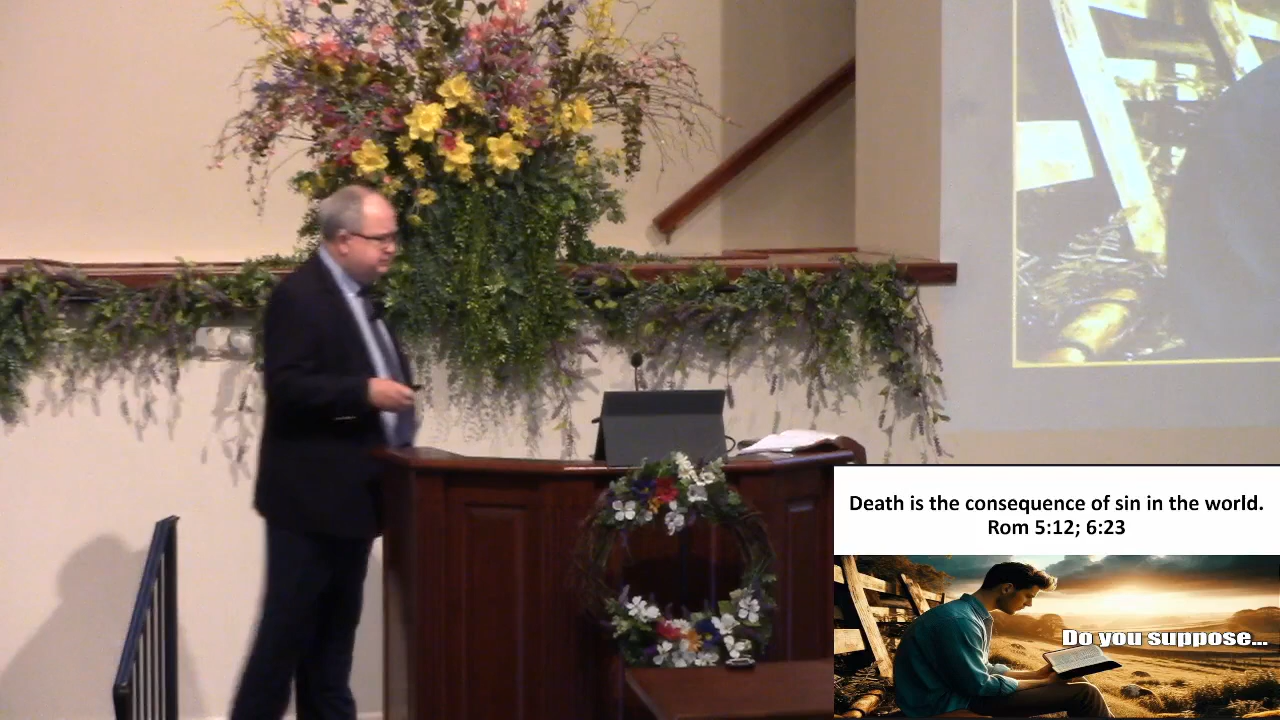 Death is the consequence of sin in the world.
Rom 5:12; 6:23
Do you suppose...